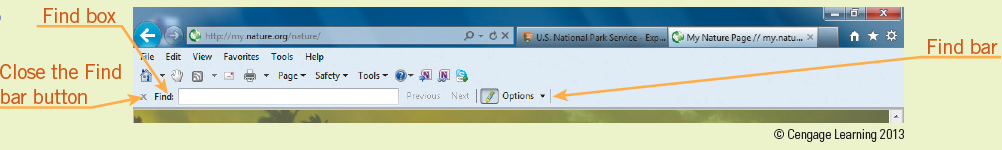 Find box
http://my.nature.org/nature/
U.S. National Park Service - Exp...
My Nature Page // my.natu...
Find bar
File Edit View Favorites Tools Help
Close the Find
bar button
Page Safety Tools
Find:
Previous Next
Options
© Cengage Learning 2013